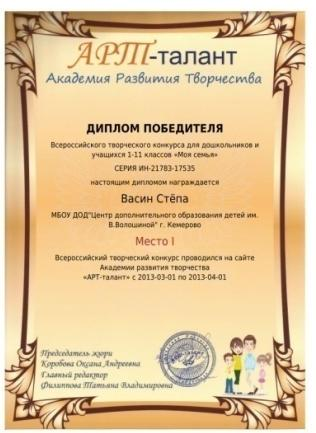 АРТ-талант
Академия Развития Творчества
ДИПЛОМ ПОБЕДИТЕЛЯ
Всероссийского творческого конкурса для дошкольников и
учащихся 1-11 классов «Моя семья»
СЕРИЯ ИН-21783-17535
настоящим дипломом награждается
Васин Стёпа
МБОУ ДОД"Центр дополнительного образования детей им.
В.Волошиной" г. Кемерово
Место I
Всероссийский творческий конкурс проводился на сайте
Академии развития творчества
«АРТ-талант» с 2013-03-01 по 2013-04-01
Председатель жюри
Коробова Оксана Андреевна
Главный редактор
Филиппова Татьяна Владимировна